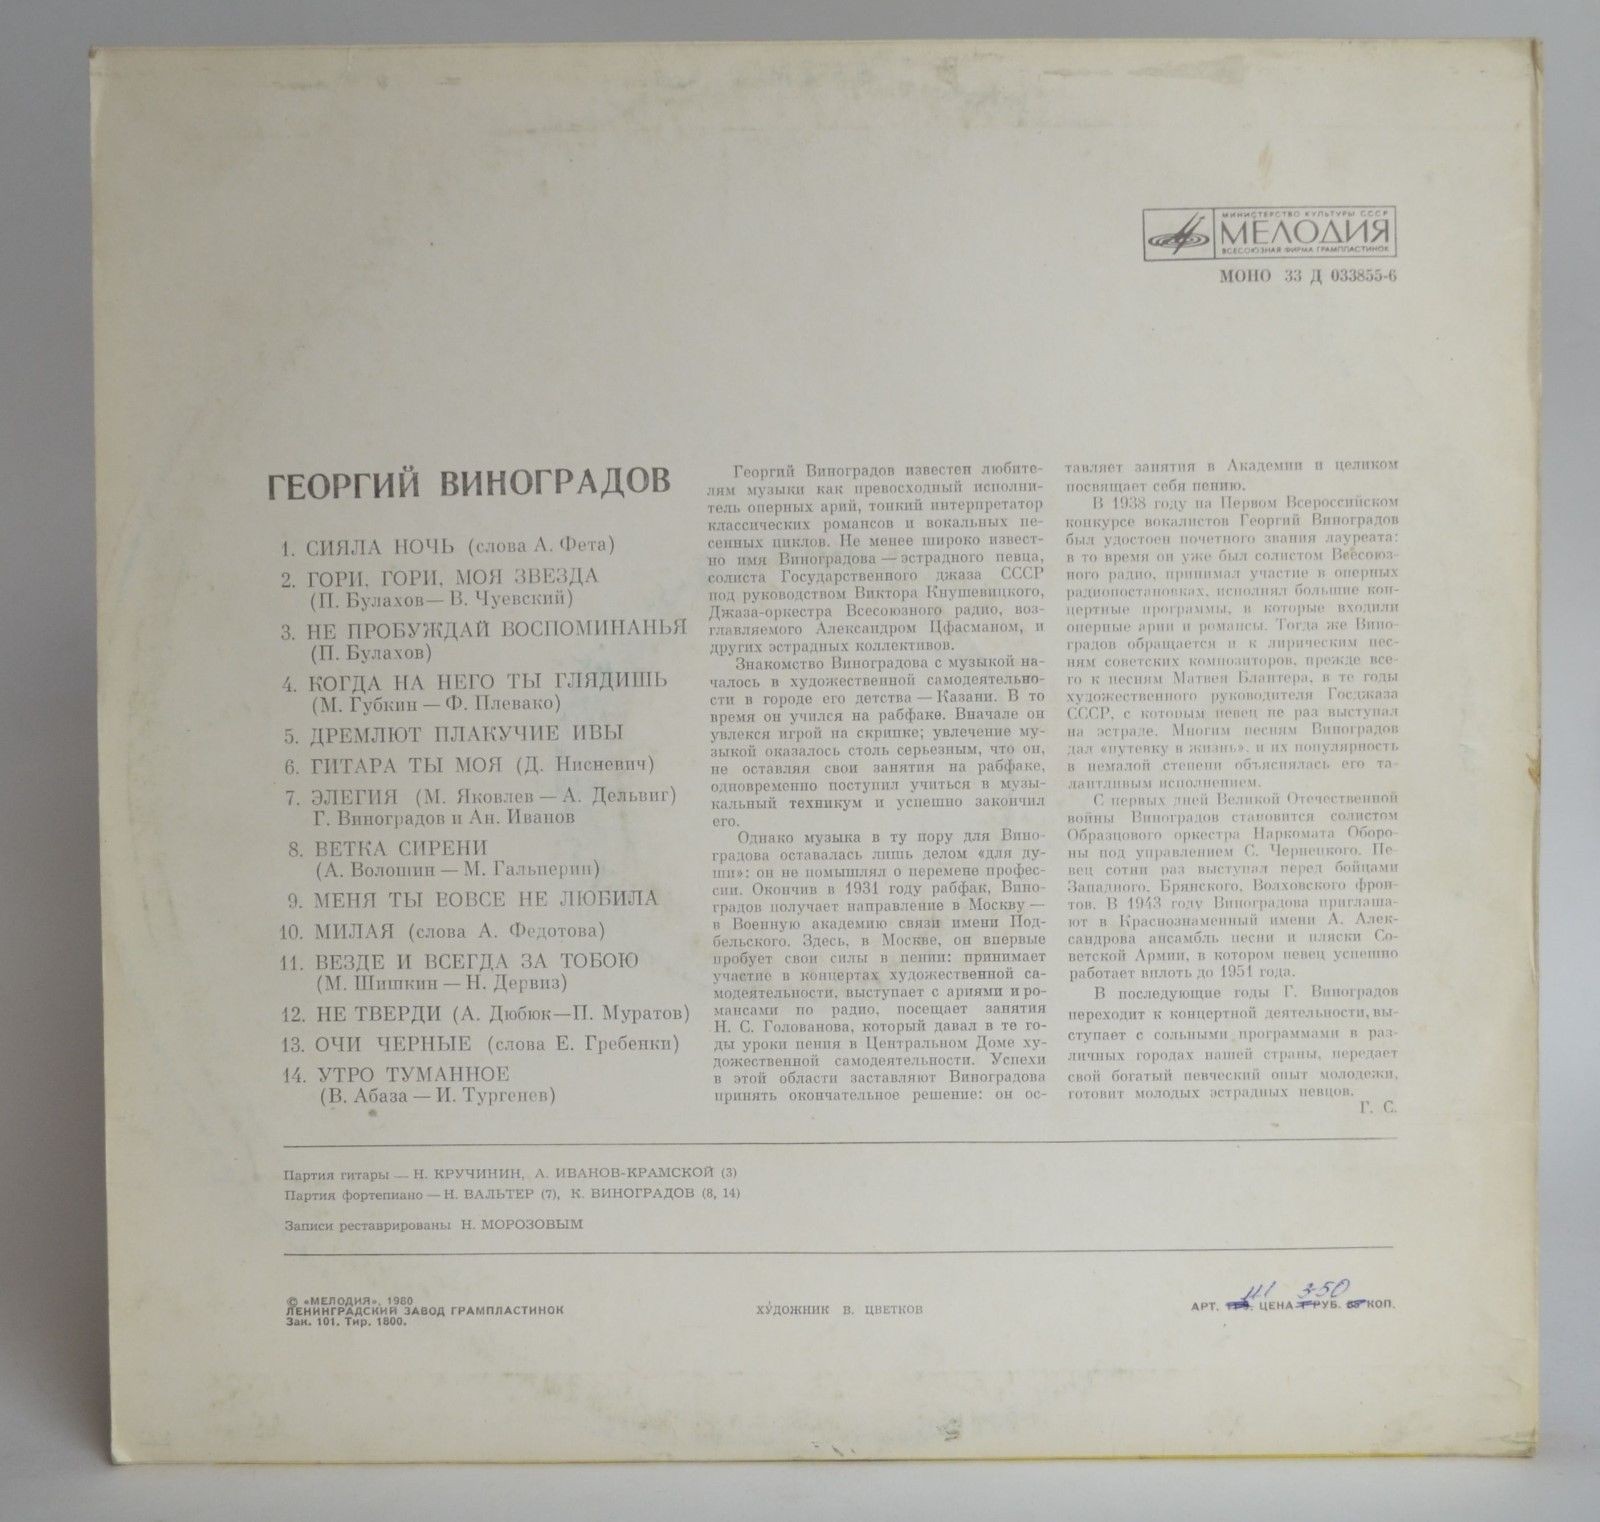 МИНИСТЕРСТВО КУЛЬТУРЫ СССР
МЕЛОДИЯ
ВСЕСОЮЗНАЯ ФИРМА ГРАМПЛАСТИНОК
МОНО 33 Д 033855-6
ГЕОРГИЙ ВИНОГРАДОВ
1. СИЯЛА НОЧЬ (слова А. Фета)
2. ГОРИ, ГОРИ, МОЯ ЗВЕЗДА
(П. Булахов — В. Чуевский)
3. НЕ ПРОБУЖДАЙ ВОСПОМИНАНЬЯ
(П. Булахов)
4. КОГДА НА НЕГО ТЫ ГЛЯДИШЬ
(М. Губкин — Ф. Плевако)
5. ДРЕМЛЮТ ПЛАКУЧИЕ ИВЫ
6. ГИТАРА ТЫ МОЯ (Д. Нисневич)
7. ЭЛЕГИЯ (М. Яковлев — А. Дельвиг)
Г. Виноградов и Ан. Иванов
8. ВЕТКА СИРЕНИ
(А. Волошин — М. Гальперин)
9. МЕНЯ ТЫ ВОВСЕ НЕ ЛЮБИЛА
10. МИЛАЯ (слова А. Федотова)
11. ВЕЗДЕ И ВСЕГДА ЗА ТОБОЮ
(М. Шишкин — Н. Дервиз)
12. НЕ ТВЕРДИ (А. Дюбюк—П. Муратов)
13. ОЧИ ЧЕРНЫЕ (слова Е. Гребенки)
14. УТРО ТУМАННОЕ
(В. Абаза — И. Тургенев)
Георгий Виноградов известен любите-
лям музыки как превосходный исполни-
тель оперных арий, тонкий интерпретатор
классических романсов и вокальных пе-
сенных циклов. Не менее широко извест-
но имя Виноградова — эстрадного певца,
солиста Государственного джаза СССР
под руководством Виктора Кнушевицкого,
Джаза-оркестра Всесоюзного радио, воз-
главляемого Александром Цфасманом, и
других эстрадных коллективов.
Знакомство Виноградова с музыкой на-
чалось в художественной самодеятельно-
сти в городе его детства — Казани. В то
время он учился на рабфаке. Вначале он
увлекся игрой на скрипке; увлечение му-
зыкой оказалось столь серьезным, что он,
не оставляя свои занятия на рабфаке,
одновременно поступил учиться в музы-
кальный техникум и успешно закончил
его.
Однако музыка в ту пору для Вино-
градова оставалась лишь делом «для ду-
ши»: он не помышлял о перемене профес-
сии. Окончив в 1931 году рабфак, Вино-
градов получает направление в Москву —
в Военную академию связи имени Под-
бельского. Здесь, в Москве, он впервые
пробует свои силы в пении: принимает
участие в концертах художественной са-
модеятельности, выступает с ариями и ро-
мансами по радио, посещает занятия
Н. С. Голованова, который давал в те го-
ды уроки пения в Центральном Доме ху-
дожественной самодеятельности. Успехи
в этой области заставляют Виноградова
принять окончательное решение: он ос-
тавляет занятия в Академии и целиком
посвящает себя пению.
В 1938 году на Первом Всероссийском
конкурсе вокалистов Георгий Виноградов
был удостоен почетного звания лауреата:
в то время он уже был солистом Всесоюз-
ного радио, принимал участие в оперных
радиопостановках, исполнял большие кон-
цертные программы, в которые входили
оперные арии и романсы. Тогда же Вино-
градов обращается и к лирическим пес-
ням советских композиторов, прежде все-
го к песням Матвея Блантера, в те годы
художественного руководителя Госджаза
СССР, с которым певец не раз выступал
на эстраде. Многим песням Виноградов
дал «путевку в жизнь», и их популярность
в немалой степени объяснялась его та-
лантливым исполнением.
С первых дней Великой Отечественной
войны Виноградов становится солистом
Образцового оркестра Наркомата Оборо-
ны под управлением С. Чернецкого. Пе-
вец сотни раз выступал перед бойцами
Западного, Брянского, Волховского фрон-
тов. В 1943 году Виноградова приглаша-
ют в Краснознаменный имени А. Алек-
сандрова ансамбль песни и пляски Со-
ветской Армии, в котором певец успешно
работает вплоть до 1951 года.
В последующие годы Г. Виноградов
переходит к концертной деятельности, вы-
ступает с сольными программами в раз-
личных городах нашей страны, передает
свой богатый певческий опыт молодежи,
готовит молодых эстрадных певцов.
Г. С.
Партия гитары — Н. КРУЧИНИН, А. ИВАНОВ-КРАМСКОЙ (3)
Партия фортепиано — Н. ВАЛЬТЕР (7), К. ВИНОГРАДОВ (8, 14)
Записи реставрированы Н. МОРОЗОВЫМ
© «МЕЛОДИЯ», 1980
ЛЕНИНГРАДСКИЙ ЗАВОД ГРАМПЛАСТИНОК
Зак. 101. Тир. 1800.
ХУДОЖНИК В. ЦВЕТКОВ
3-50
АРТ. ЦЕНА РУБ. КОП.